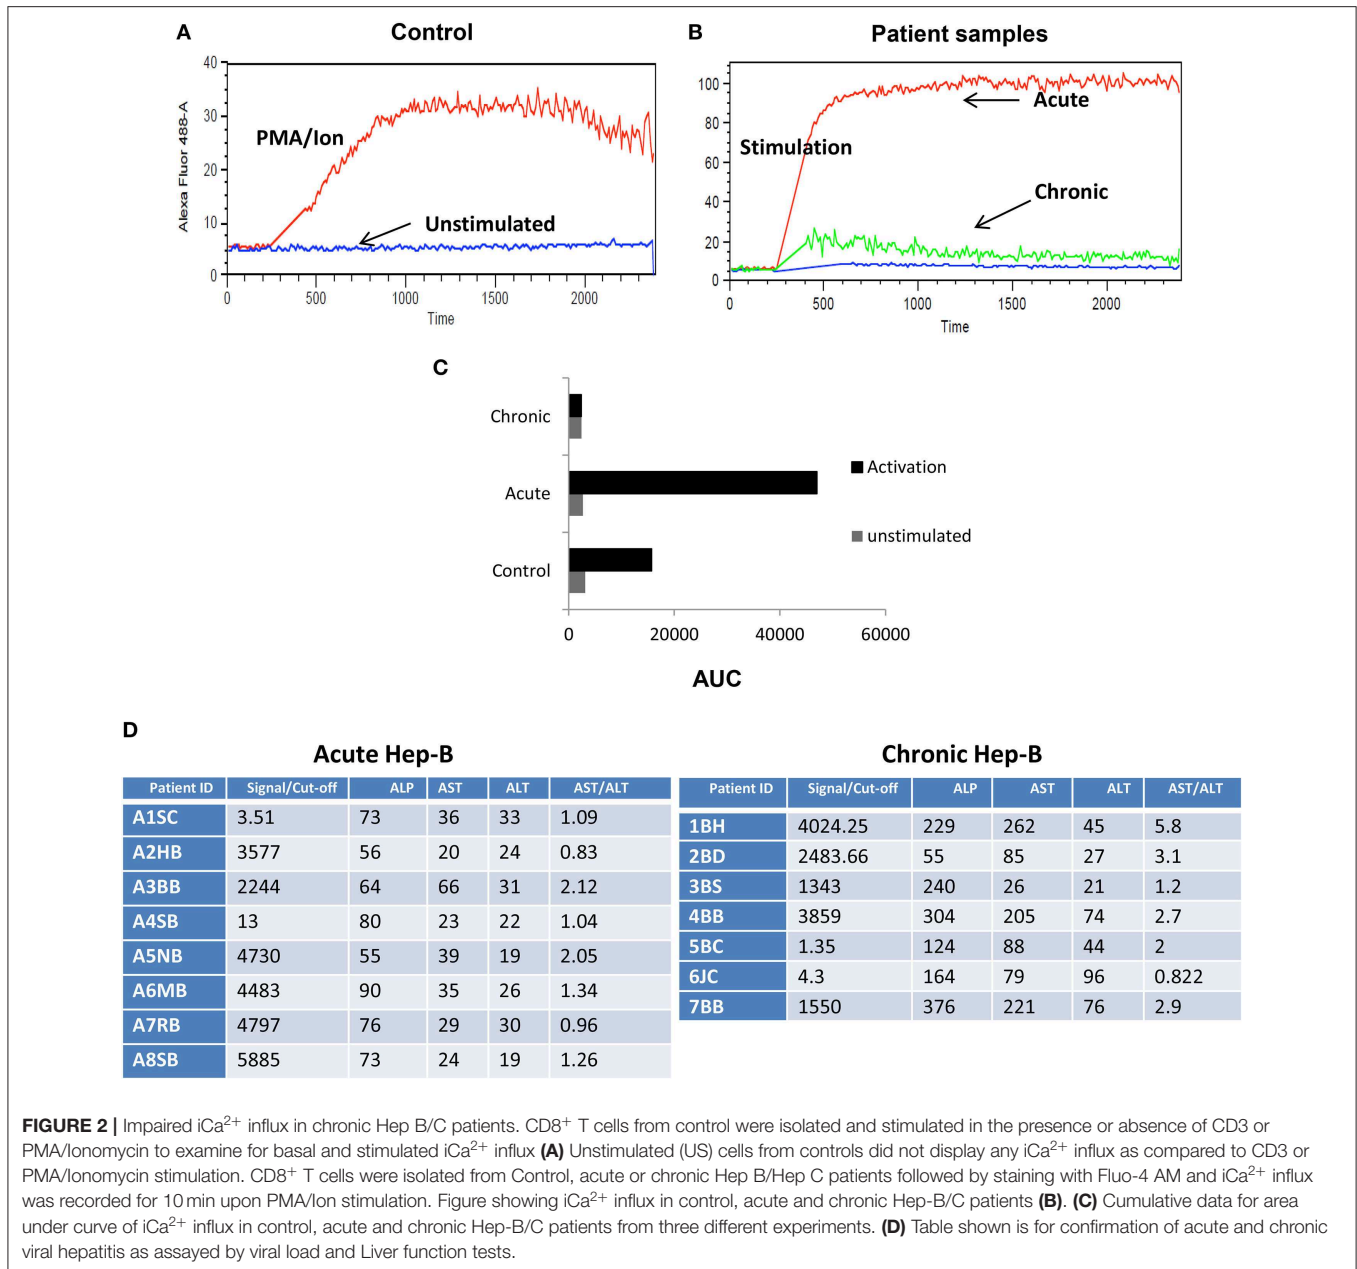 A
Control
40
30
20
10
0
Alexa Fluor 488-A
PMA/Ion
Unstimulated
0 500 1000 1500 2000
Time
B
Patient samples
100
80
60
40
20
0
Acute
Stimulation
Chronic
0 500 1000 1500 2000
Time
C
Chronic
Acute
Control
Activation
unstimulated
0 20000 40000 60000
AUC
D
Acute Hep-B
Patient ID Signal/Cut-off ALP AST ALT AST/ALT
A1SC 3.51 73 36 33 1.09
A2HB 3577 56 20 24 0.83
A3BB 2244 64 66 31 2.12
A4SB 13 80 23 22 1.04
A5NB 4730 55 39 19 2.05
A6MB 4483 90 35 26 1.34
A7RB 4797 76 29 30 0.96
A8SB 5885 73 24 19 1.26
Chronic Hep-B
Patient ID Signal/Cut-off ALP AST ALT AST/ALT
1BH 4024.25 229 262 45 5.8
2BD 2483.66 55 85 27 3.1
3BS 1343 240 26 21 1.2
4BB 3859 304 205 74 2.7
5BC 1.35 124 88 44 2
6JC 4.3 164 79 96 0.822
7BB 1550 376 221 76 2.9
FIGURE 2 | Impaired iCa²⁺ influx in chronic Hep B/C patients. CD8⁺ T cells from control were isolated and stimulated in the presence or absence of CD3 or
PMA/Ionomycin to examine for basal and stimulated iCa²⁺ influx (A) Unstimulated (US) cells from controls did not display any iCa²⁺ influx as compared to CD3 or
PMA/Ionomycin stimulation. CD8⁺ T cells were isolated from Control, acute or chronic Hep B/Hep C patients followed by staining with Fluo-4 AM and iCa²⁺ influx
was recorded for 10 min upon PMA/Ion stimulation. Figure showing iCa²⁺ influx in control, acute and chronic Hep-B/C patients (B). (C) Cumulative data for area
under curve of iCa²⁺ influx in control, acute and chronic Hep-B/C patients from three different experiments. (D) Table shown is for confirmation of acute and chronic
viral hepatitis as assayed by viral load and Liver function tests.